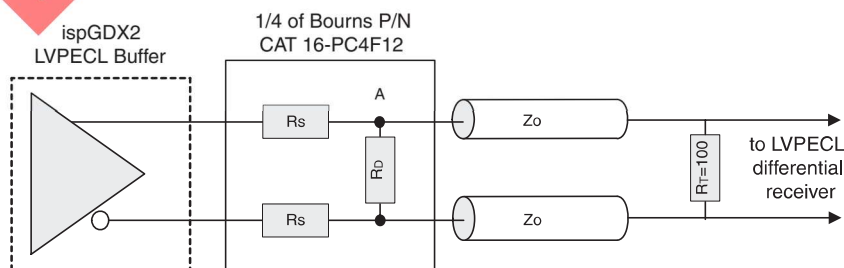 ispGDX2
LVPECL Buffer
1/4 of Bourns P/N
CAT 16-PC4F12
A
Rs
RD
Rs
Zo
Zo
RT=100
to LVPECL
differential
receiver